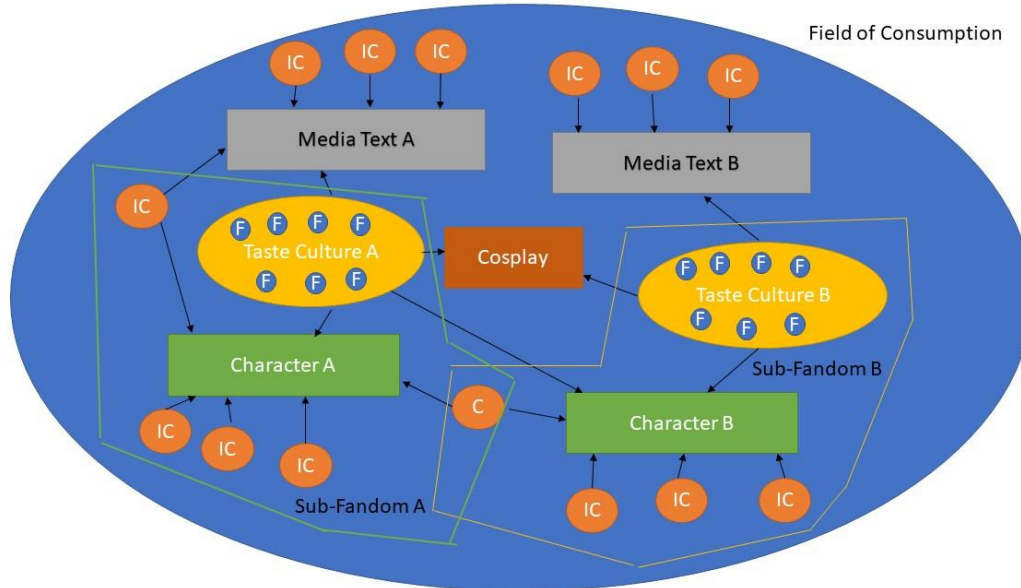 Field of Consumption
IC
IC
IC
IC
IC
IC
Media Text A
Media Text B
IC
F
F
F
F
Taste Culture A
F
F
F
Cosplay
F
F
F
F
Taste Culture B
F
F
F
Character A
Sub-Fandom B
C
Character B
IC
IC
IC
Sub-Fandom A
IC
IC
IC